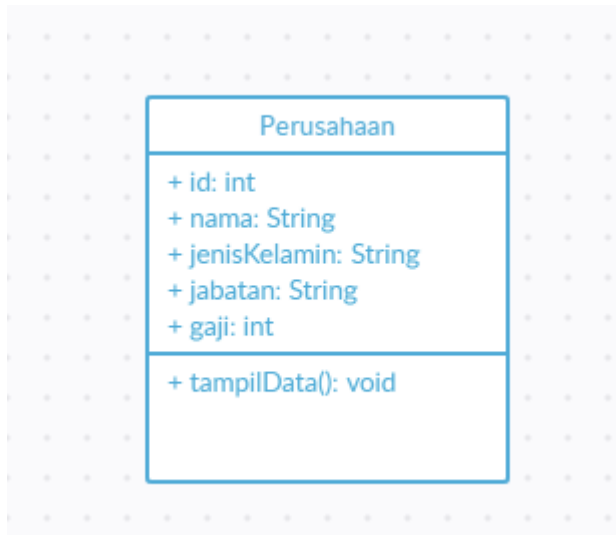 Perusahaan
+ id: int
+ nama: String
+ jenisKelamin: String
+ jabatan: String
+ gaji: int
+ tampilData(): void